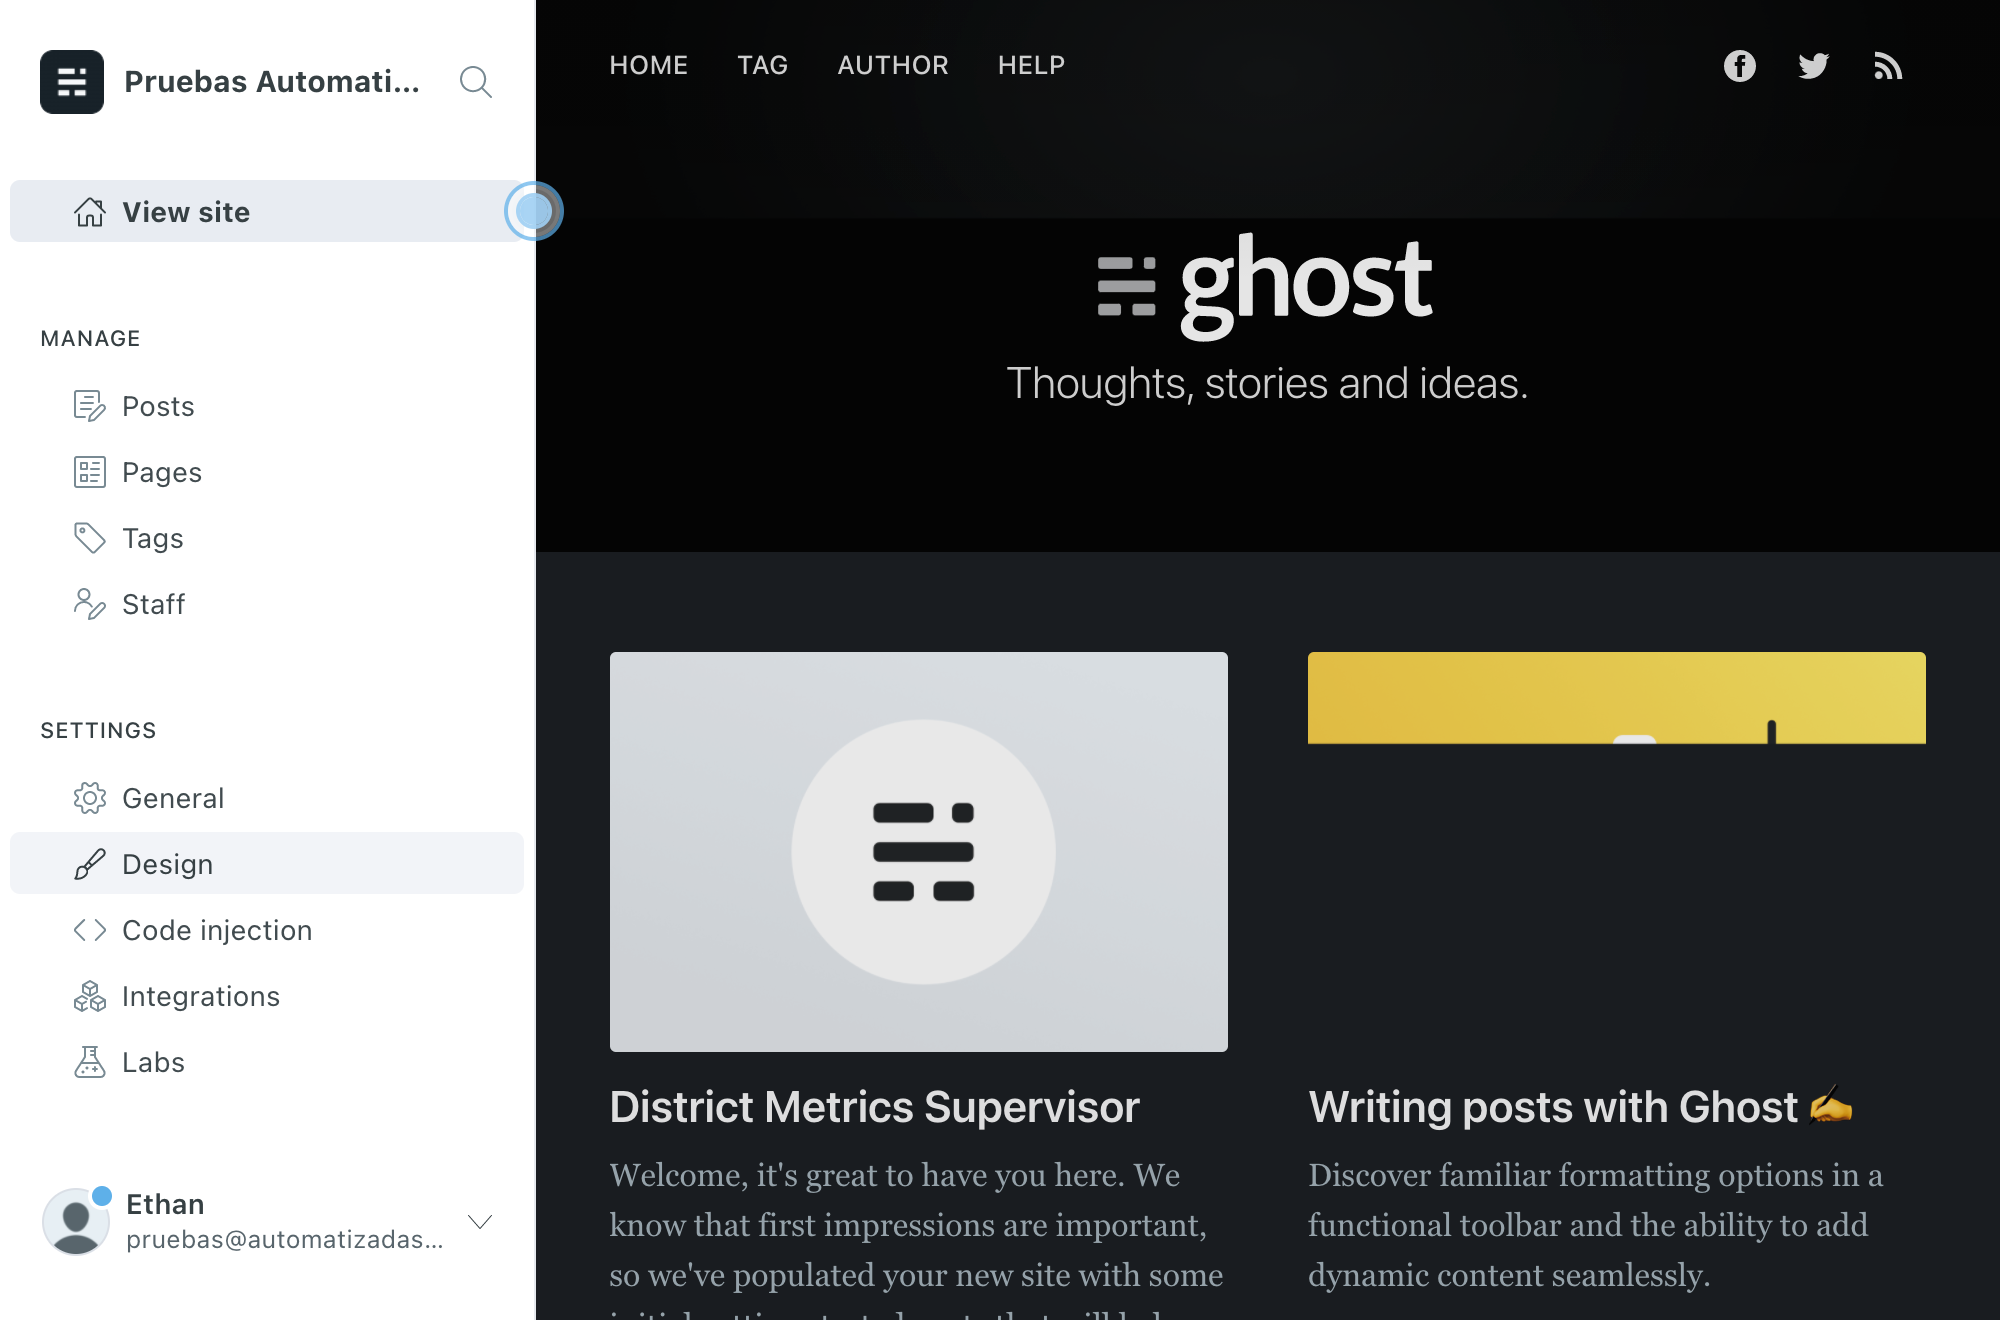 Pruebas Automati...
View site
MANAGE
Posts
Pages
Tags
Staff
SETTINGS
General
Design
Code injection
Integrations
Labs
Ethan
pruebas@automatizadas...
HOME TAG AUTHOR HELP
ghost
Thoughts, stories and ideas.
District Metrics Supervisor
Welcome, it's great to have you here. We
know that first impressions are important,
so we've populated your new site with some
Writing posts with Ghost ✍️
Discover familiar formatting options in a
functional toolbar and the ability to add
dynamic content seamlessly.